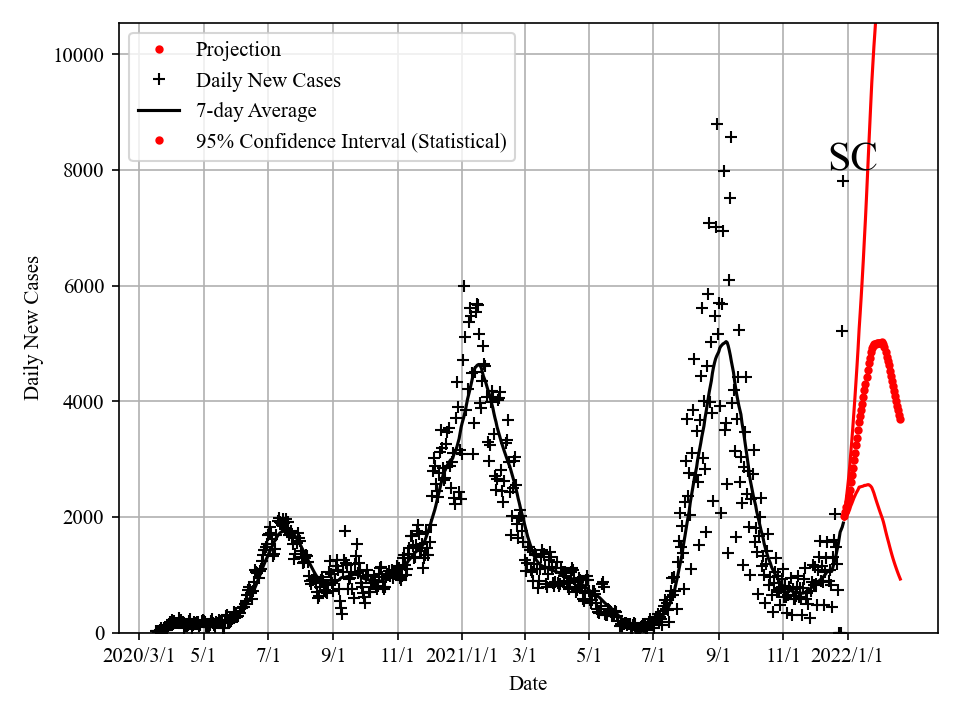 Projection
Daily New Cases
7-day Average
95% Confidence Interval (Statistical)
SC
10000
8000
6000
4000
2000
0
Daily New Cases
2020/3/1 5/1 7/1 9/1 11/1 2021/1/1 3/1 5/1 7/1 9/1 11/1 2022/1/1
Date